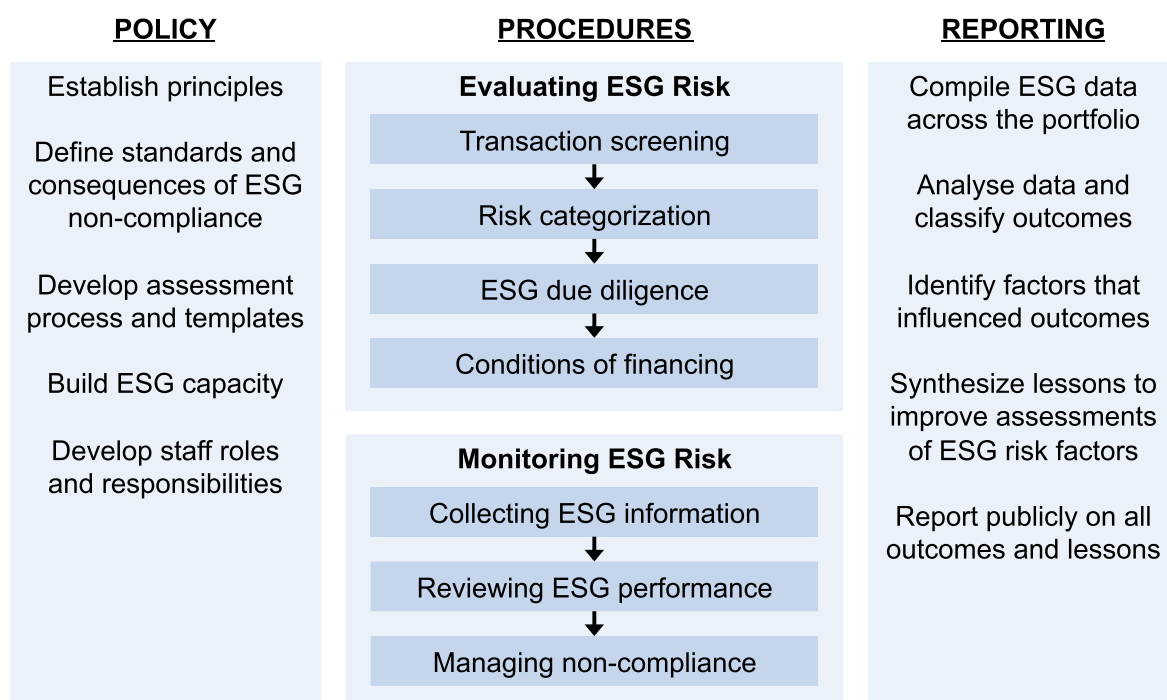 POLICY
Establish principles
Define standards and
consequences of ESG
non-compliance
Develop assessment
process and templates
Build ESG capacity
Develop staff roles
and responsibilities
PROCEDURES
Evaluating ESG Risk
Transaction screening
Risk categorization
ESG due diligence
Conditions of financing
Monitoring ESG Risk
Collecting ESG information
Reviewing ESG performance
Managing non-compliance
REPORTING
Compile ESG data
across the portfolio
Analyse data and
classify outcomes
Identify factors that
influenced outcomes
Synthesize lessons to
improve assessments
of ESG risk factors
Report publicly on all
outcomes and lessons